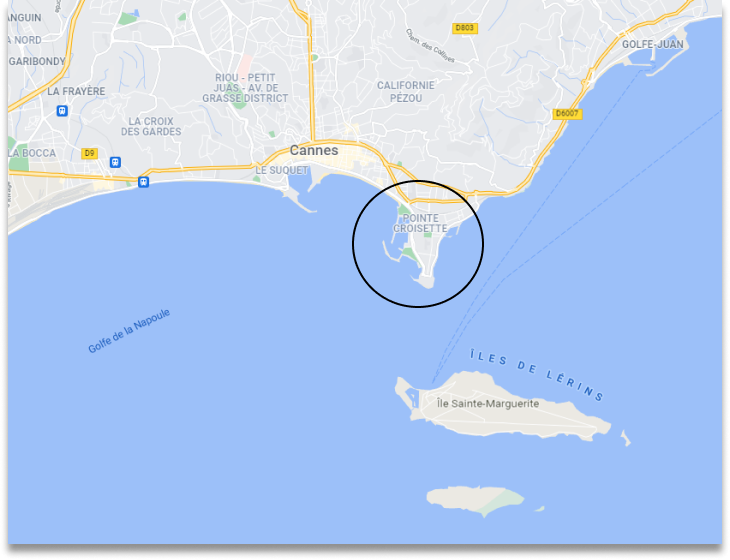 ANGUIN
D803
Chem. des Collines
GOLFE-JUAN
A NORD
GARIBONDY
RIOU - PETIT
JUAS - AV. DE
GRASSE DISTRICT
CALIFORNIE
PÉZOU
LA FRAYÈRE
D6007
LA CROIX
DES GARDES
LA BOCCA
D9
Cannes
LE SUQUET
POINTE
CROISETTE
Golfe de la Napoule
ÎLES DE LÉRINS
Île Sainte-Marguerite